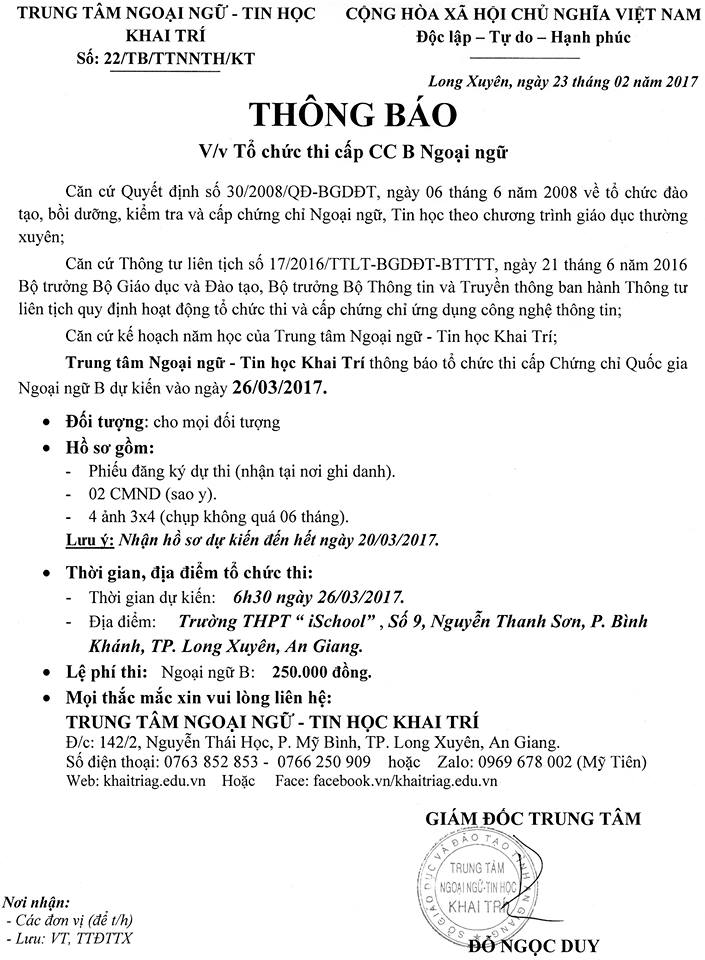 TRUNG TÂM NGOẠI NGỮ - TIN HỌC
KHAI TRÍ
Số: 22/TB/TTNNTH/KT
CỘNG HÒA XÃ HỘI CHỦ NGHĨA VIỆT NAM
Độc lập – Tự do – Hạnh phúc
Long Xuyên, ngày 23 tháng 02 năm 2017
THÔNG BÁO
V/v Tổ chức thi cấp CC B Ngoại ngữ
Căn cứ Quyết định số 30/2008/QĐ-BGDĐT, ngày 06 tháng 6 năm 2008 về tổ chức đào
tạo, bồi dưỡng, kiểm tra và cấp chứng chỉ Ngoại ngữ, Tin học theo chương trình giáo dục thường
xuyên;
Căn cứ Thông tư liên tịch số 17/2016/TTLT-BGDĐT-BTTTT, ngày 21 tháng 6 năm 2016
Bộ trưởng Bộ Giáo dục và Đào tạo, Bộ trưởng Bộ Thông tin và Truyền thông ban hành Thông tư
liên tịch quy định hoạt động tổ chức thi và cấp chứng chỉ ứng dụng công nghệ thông tin;
Căn cứ kế hoạch năm học của Trung tâm Ngoại ngữ - Tin học Khai Trí;
Trung tâm Ngoại ngữ - Tin học Khai Trí thông báo tổ chức thi cấp Chứng chỉ Quốc gia
Ngoại ngữ B dự kiến vào ngày 26/03/2017.
• Đối tượng: cho mọi đối tượng
• Hồ sơ gồm:
- Phiếu đăng ký dự thi (nhận tại nơi ghi danh).
- 02 CMND (sao y).
- 4 ảnh 3x4 (chụp không quá 06 tháng).
Lưu ý: Nhận hồ sơ dự kiến đến hết ngày 20/03/2017.
• Thời gian, địa điểm tổ chức thi:
- Thời gian dự kiến: 6h30 ngày 26/03/2017.
- Địa điểm: Trường THPT “ iSchool” , Số 9, Nguyễn Thanh Sơn, P. Bình
Khánh, TP. Long Xuyên, An Giang.
• Lệ phí thi: Ngoại ngữ B: 250.000 đồng.
• Mọi thắc mắc xin vui lòng liên hệ:
TRUNG TÂM NGOẠI NGỮ - TIN HỌC KHAI TRÍ
Đ/c: 142/2, Nguyễn Thái Học, P. Mỹ Bình, TP. Long Xuyên, An Giang.
Số điện thoại: 0763 852 853 - 0766 250 909 hoặc Zalo: 0969 678 002 (Mỹ Tiên)
Web: khaitriag.edu.vn Hoặc Face: facebook.vn/khaitriag.edu.vn
GIÁM ĐỐC TRUNG TÂM
SỞ GIÁO DỤC VÀ ĐÀO TẠO TỈNH AN GIANG
TRUNG TÂM
NGOẠI NGỮ-TIN HỌC
KHAI TRÍ
ĐỖ NGỌC DUY
Nơi nhận:
- Các đơn vị (để t/h)
- Lưu: VT, TTĐTTX